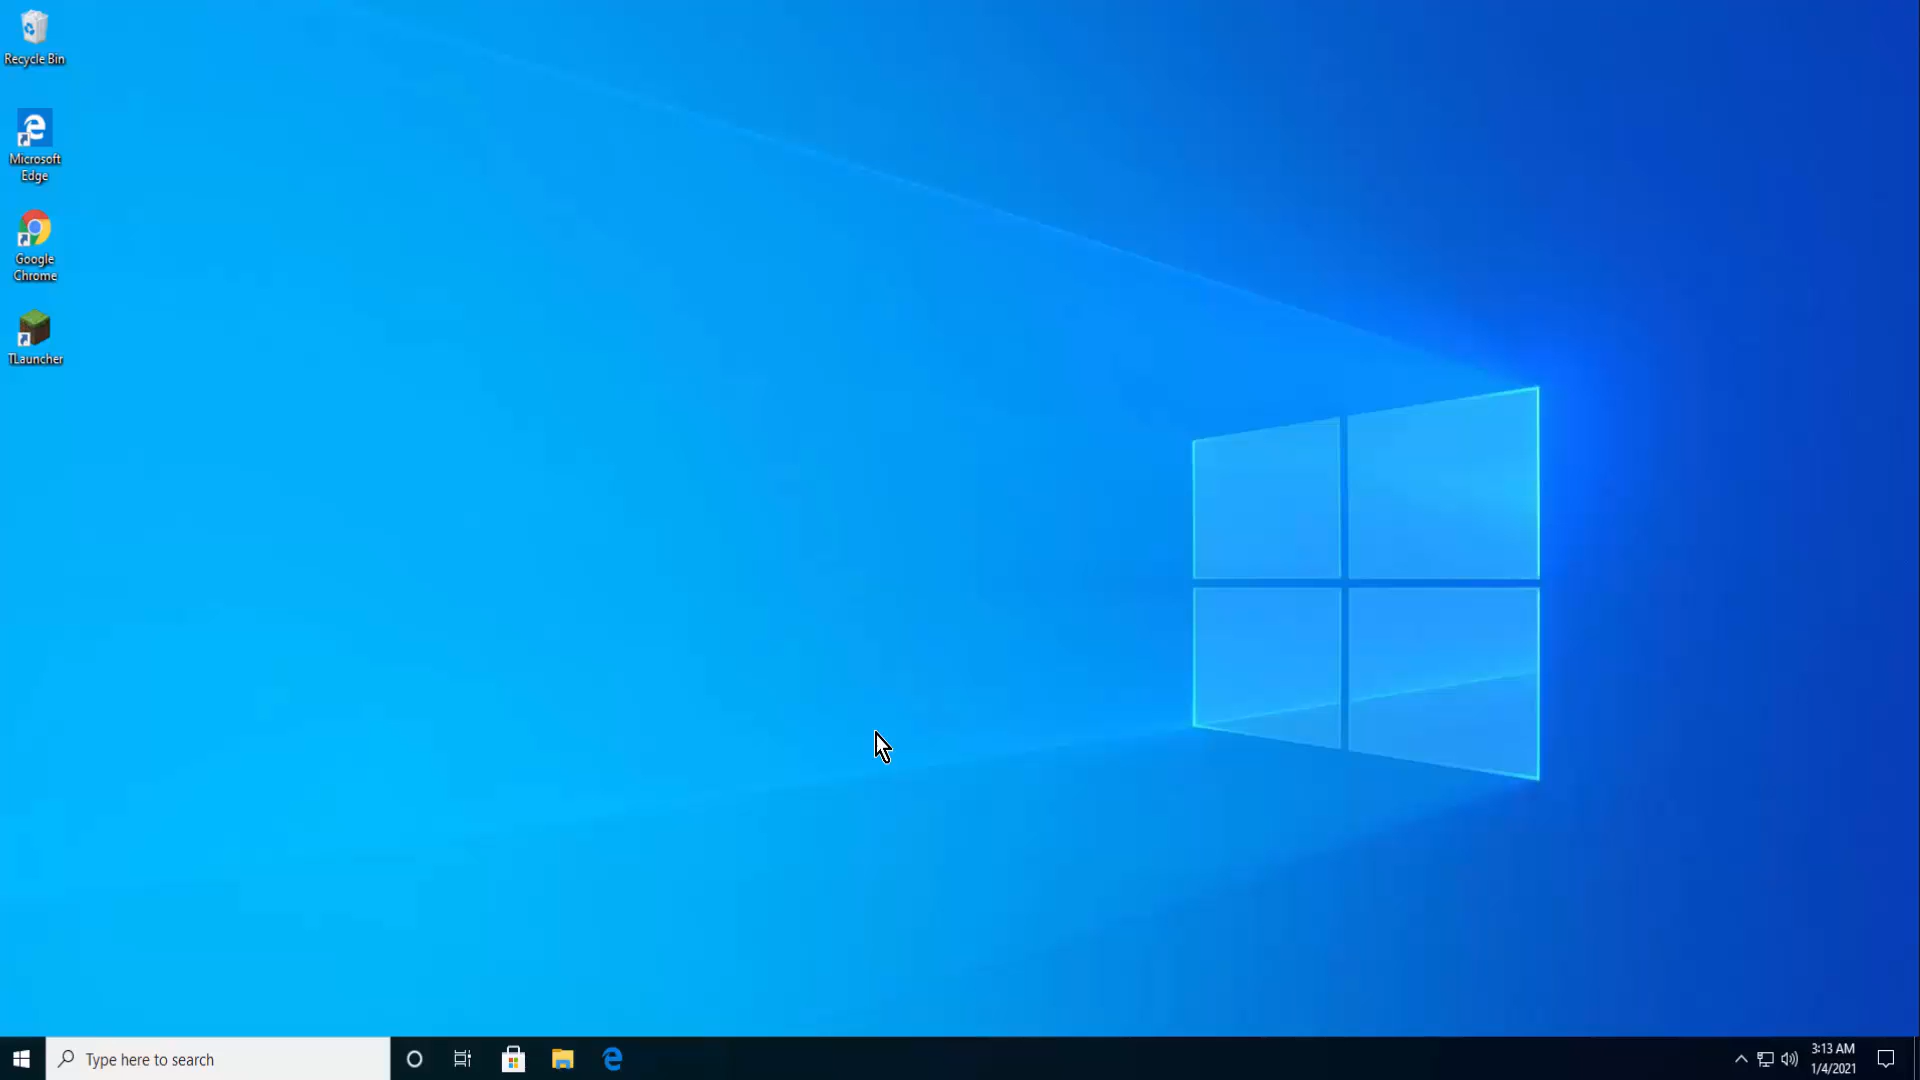 Recycle Bin
Microsoft
Edge
Google
Chrome
TLauncher
Type here to search
3:13 AM
1/4/2021